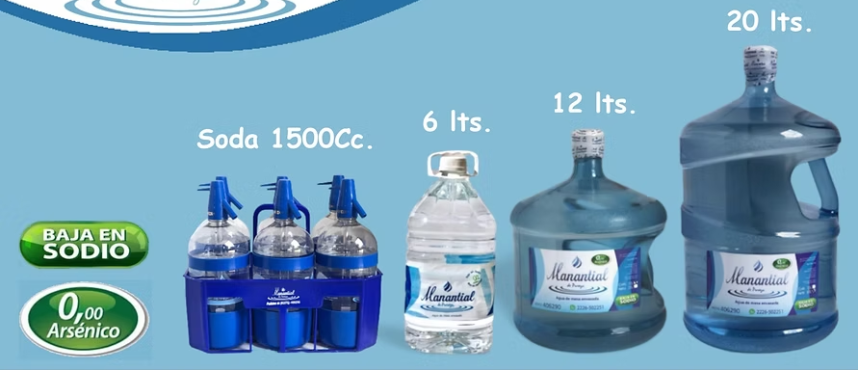 20 lts.
12 lts.
6 lts.
Soda 1500Cc.
BAJA EN
SODIO
0,00
Arsénico
Manantial
Manantial
Manantial